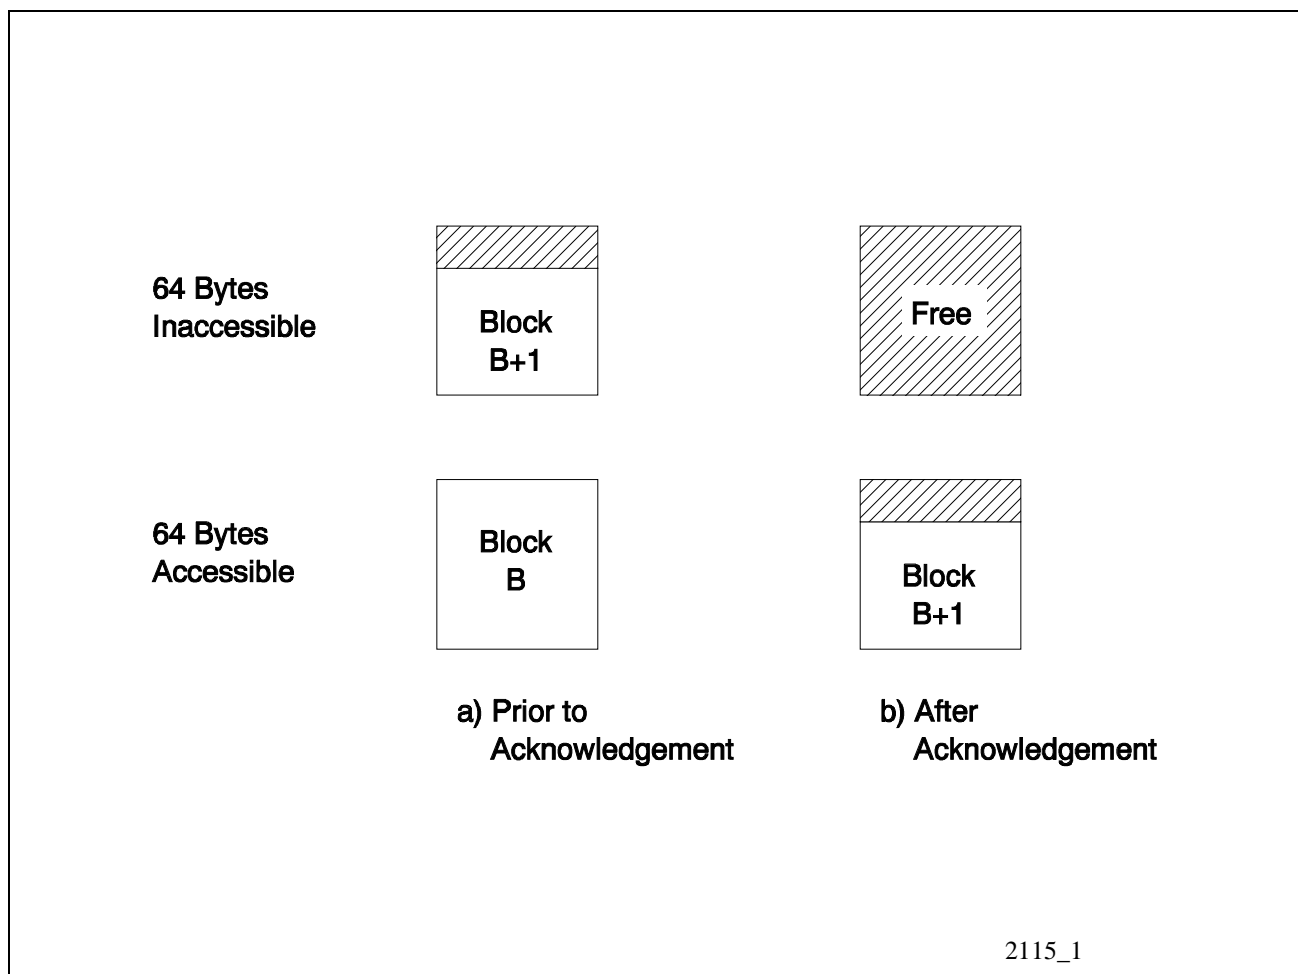 64 Bytes
Inaccessible
Block
B+1
Free
64 Bytes
Accessible
Block
B
Block
B+1
a) Prior to
Acknowledgement
b) After
Acknowledgement
2115_1